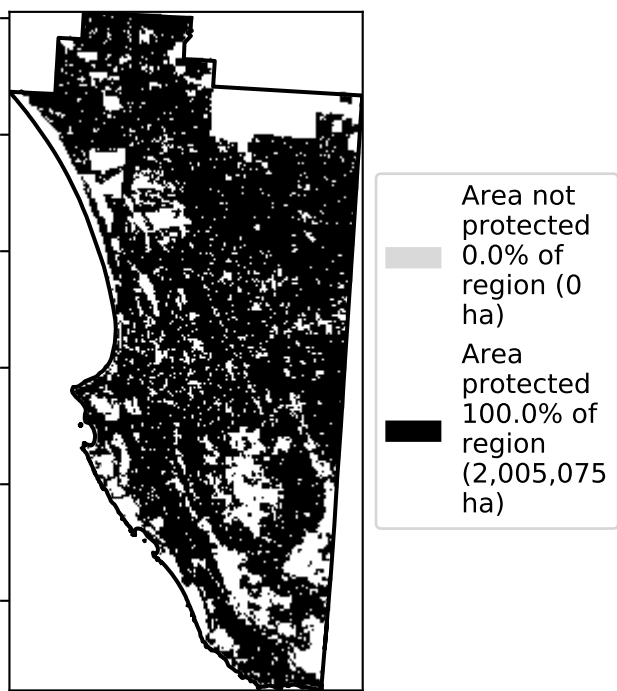 Area not
protected
0.0% of
region (0
ha)
Area
protected
100.0% of
region
(2,005,075
ha)